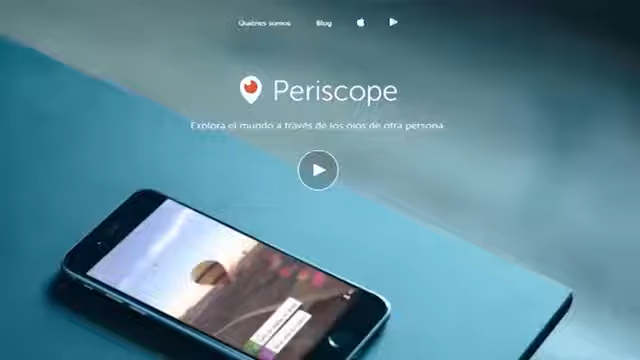 Quiénes somos Blog
Periscope
Explora el mundo a través de los ojos de otra persona